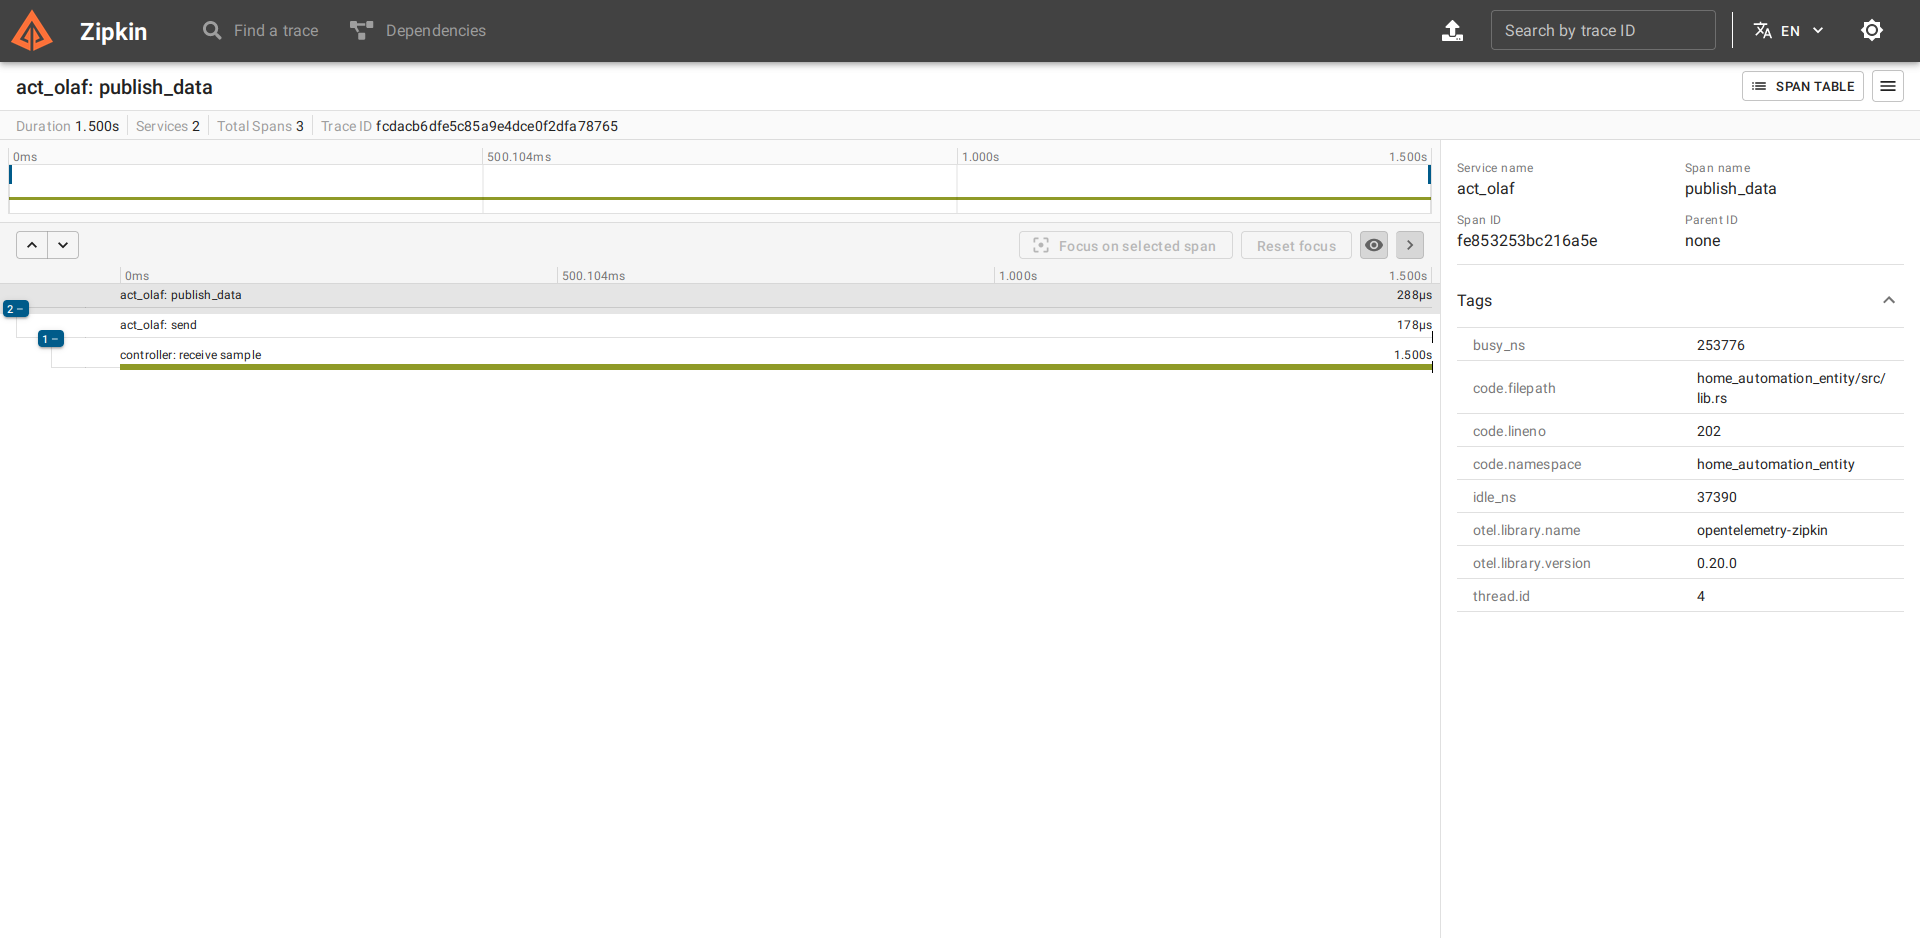 Zipkin
Find a trace
Dependencies
Search by trace ID
EN
act_olaf: publish_data
SPAN TABLE
Duration 1.500s
Services 2
Total Spans 3
Trace ID fcdacb6dfe5c85a9e4dce0f2dfa78765
0ms 500.104ms 1.000s 1.500s
Focus on selected span
Reset focus
0ms 500.104ms 1.000s 1.500s
act_olaf: publish_data 288μs
2 −
act_olaf: send 178μs
1 −
controller: receive sample 1.500s
Service name
act_olaf
Span name
publish_data
Span ID
fe853253bc216a5e
Parent ID
none
Tags
busy_ns 253776
code.filepath home_automation_entity/src/
lib.rs
code.lineno 202
code.namespace home_automation_entity
idle_ns 37390
otel.library.name opentelemetry-zipkin
otel.library.version 0.20.0
thread.id 4